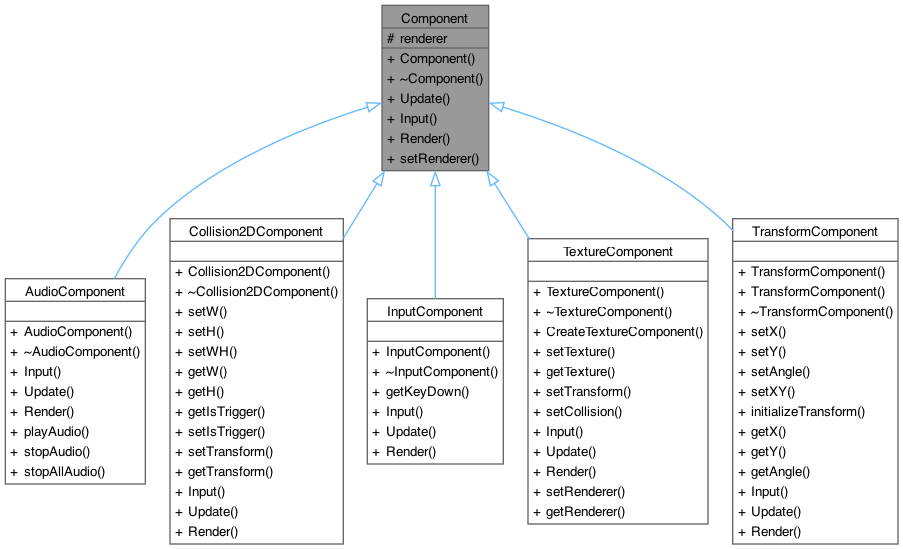 Component
# renderer
+ Component()
+ ~Component()
+ Update()
+ Input()
+ Render()
+ setRenderer()
AudioComponent
+ AudioComponent()
+ ~AudioComponent()
+ Input()
+ Update()
+ Render()
+ playAudio()
+ stopAudio()
+ stopAllAudio()
Collision2DComponent
+ Collision2DComponent()
+ ~Collision2DComponent()
+ setW()
+ setH()
+ setWH()
+ getW()
+ getH()
+ getIsTrigger()
+ setIsTrigger()
+ setTransform()
+ getTransform()
+ Input()
+ Update()
+ Render()
InputComponent
+ InputComponent()
+ ~InputComponent()
+ getKeyDown()
+ Input()
+ Update()
+ Render()
TextureComponent
+ TextureComponent()
+ ~TextureComponent()
+ CreateTextureComponent()
+ setTexture()
+ getTexture()
+ setTransform()
+ setCollision()
+ Input()
+ Update()
+ Render()
+ setRenderer()
+ getRenderer()
TransformComponent
+ TransformComponent()
+ TransformComponent()
+ ~TransformComponent()
+ setX()
+ setY()
+ setAngle()
+ setXY()
+ initializeTransform()
+ getX()
+ getY()
+ getAngle()
+ Input()
+ Update()
+ Render()